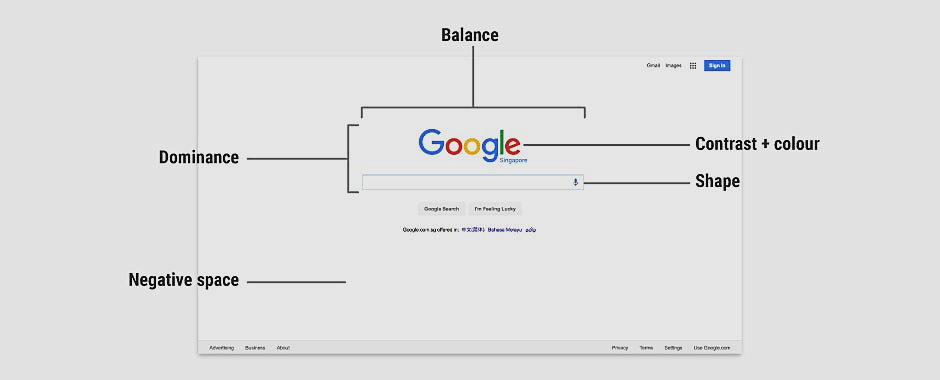 Balance
Gmail Images Sign in
Google
Singapore
Contrast + colour
Dominance
Shape
Google Search I'm Feeling Lucky
Google.com.sg offered in: 中文(简体) Bahasa Melayu தமிழ்
Negative space
Advertising Business About Privacy Terms Settings Use Google.com